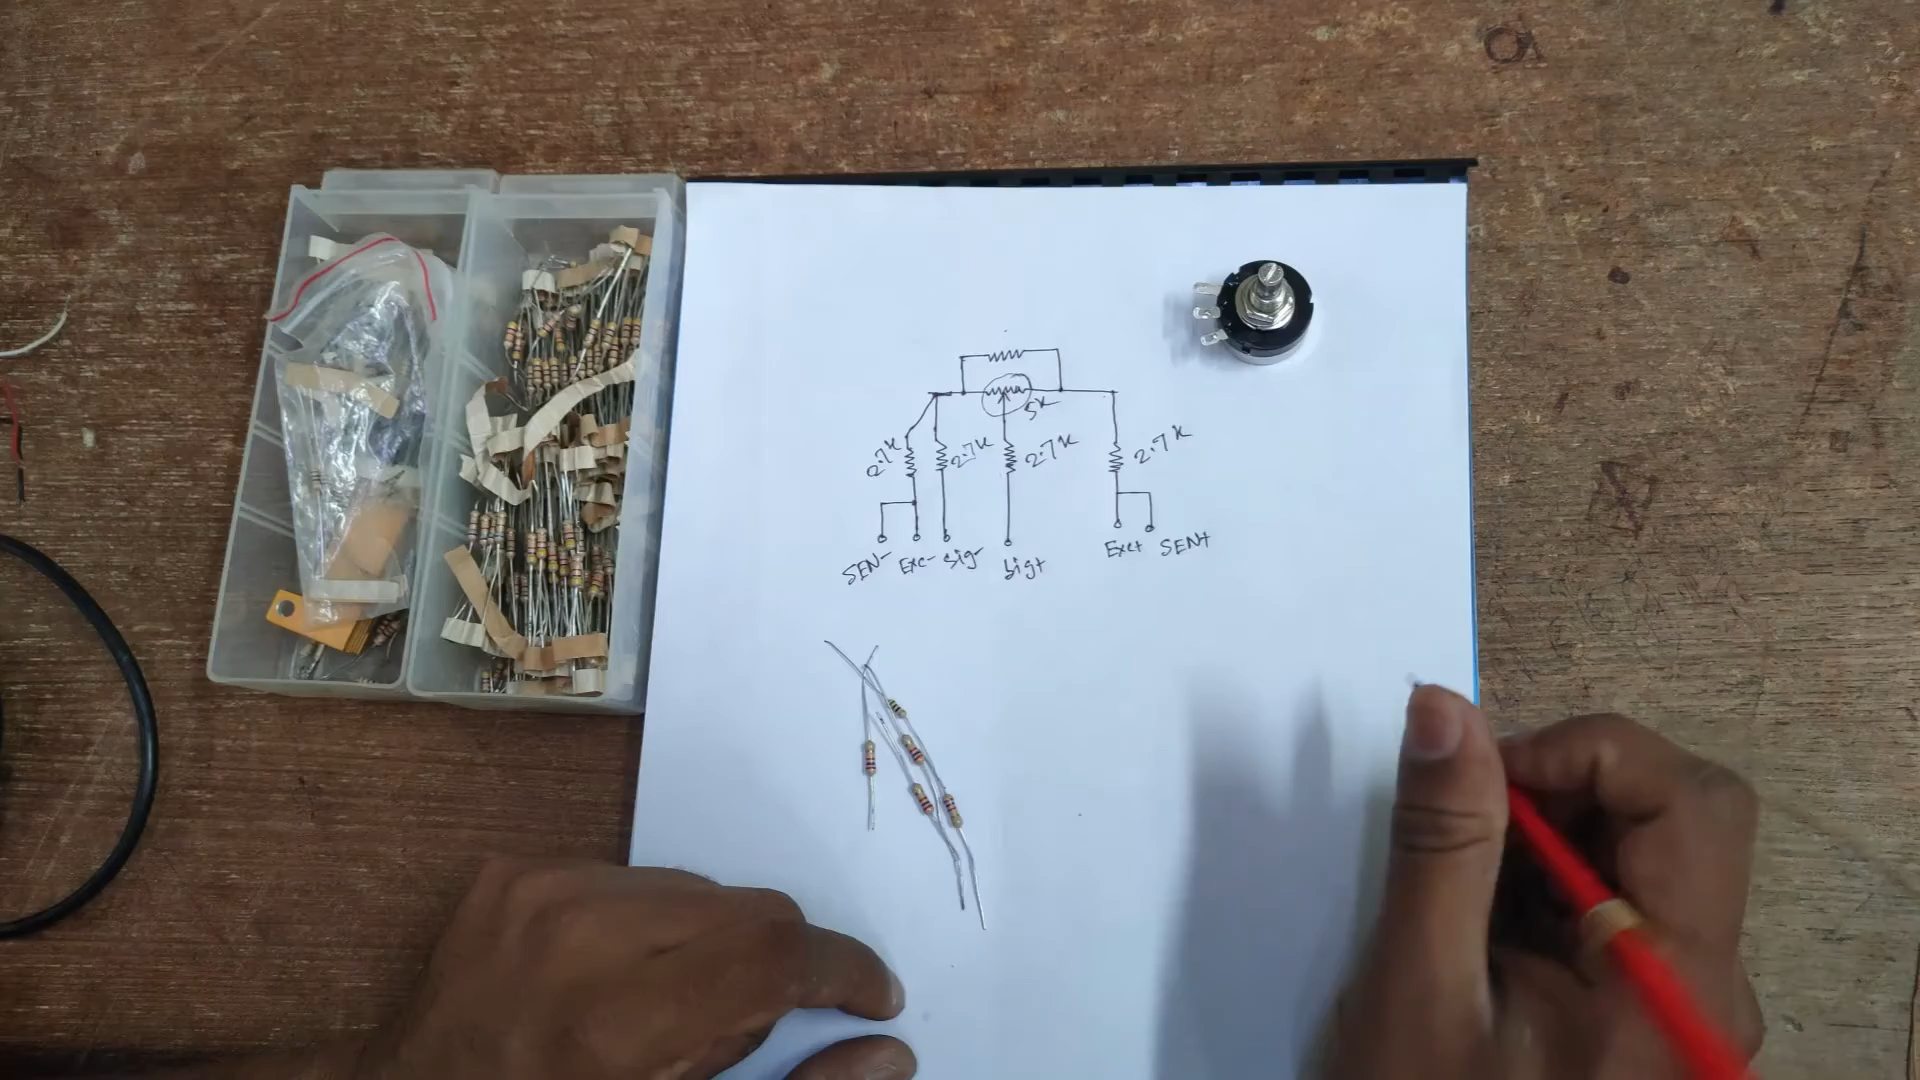 5K
2.7K 2.7K 2.7K 2.7K
SEN- Exc- Sig- Sig+ Exc+ SEN+